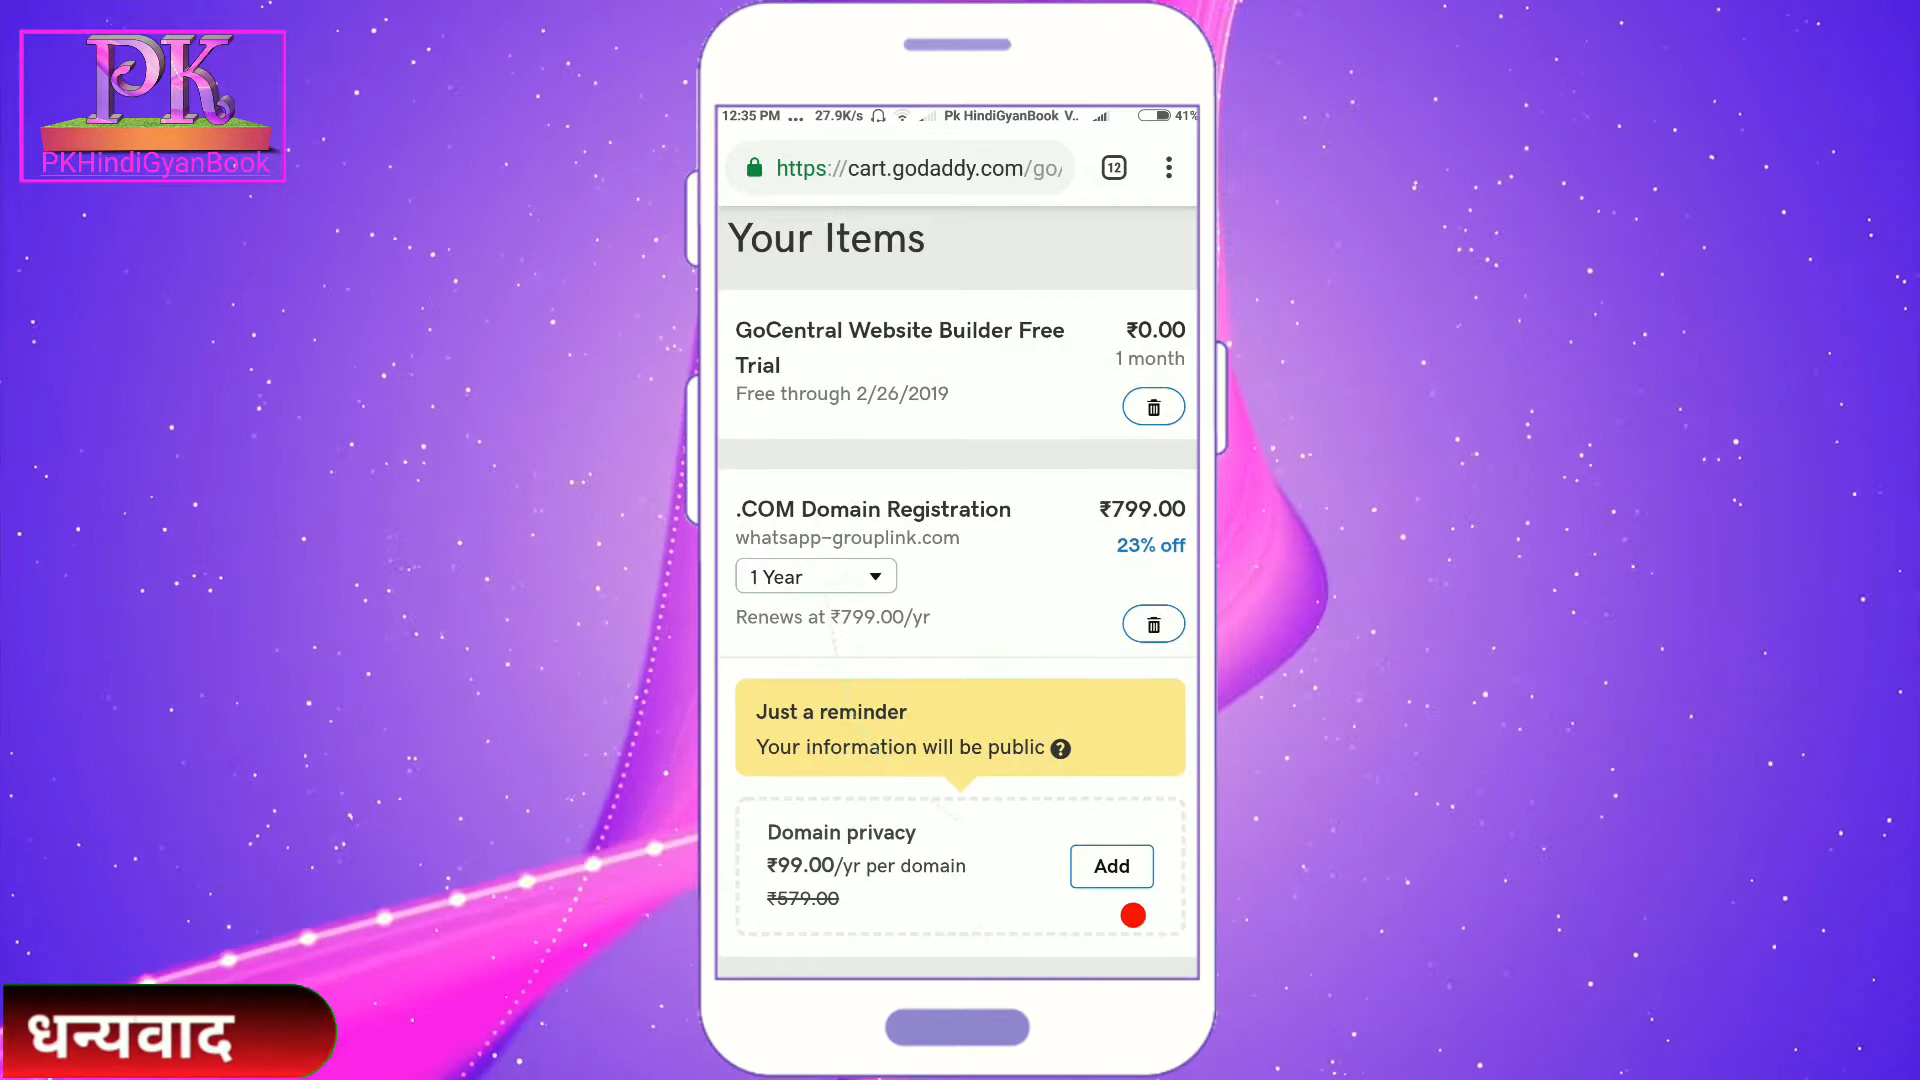 PK
PKHindiGyanBook
12:35 PM ... 27.9K/s Pk HindiGyanBook V.. 41%
https://cart.godaddy.com/go/
12
Your Items
GoCentral Website Builder Free
Trial
₹0.00
1 month
Free through 2/26/2019
.COM Domain Registration
₹799.00
whatsapp-grouplink.com
23% off
1 Year
Renews at ₹799.00/yr
Just a reminder
Your information will be public ?
Domain privacy
₹99.00/yr per domain
₹579.00
Add
धन्यवाद